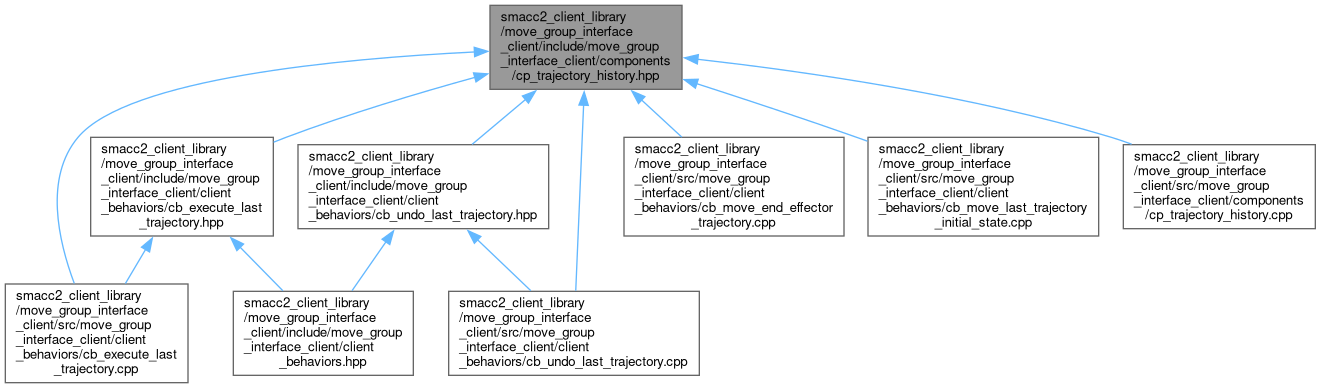 smacc2_client_library
/move_group_interface
_client/include/move_group
_interface_client/components
/cp_trajectory_history.hpp
smacc2_client_library
/move_group_interface
_client/include/move_group
_interface_client/client
_behaviors/cb_execute_last
_trajectory.hpp
smacc2_client_library
/move_group_interface
_client/include/move_group
_interface_client/client
_behaviors/cb_undo_last_trajectory.hpp
smacc2_client_library
/move_group_interface
_client/src/move_group
_interface_client/client
_behaviors/cb_move_end_effector
_trajectory.cpp
smacc2_client_library
/move_group_interface
_client/src/move_group
_interface_client/client
_behaviors/cb_move_last_trajectory
_initial_state.cpp
smacc2_client_library
/move_group_interface
_client/src/move_group
_interface_client/components
/cp_trajectory_history.cpp
smacc2_client_library
/move_group_interface
_client/src/move_group
_interface_client/client
_behaviors/cb_execute_last
_trajectory.cpp
smacc2_client_library
/move_group_interface
_client/include/move_group
_interface_client/client
_behaviors.hpp
smacc2_client_library
/move_group_interface
_client/src/move_group
_interface_client/client
_behaviors/cb_undo_last_trajectory.cpp